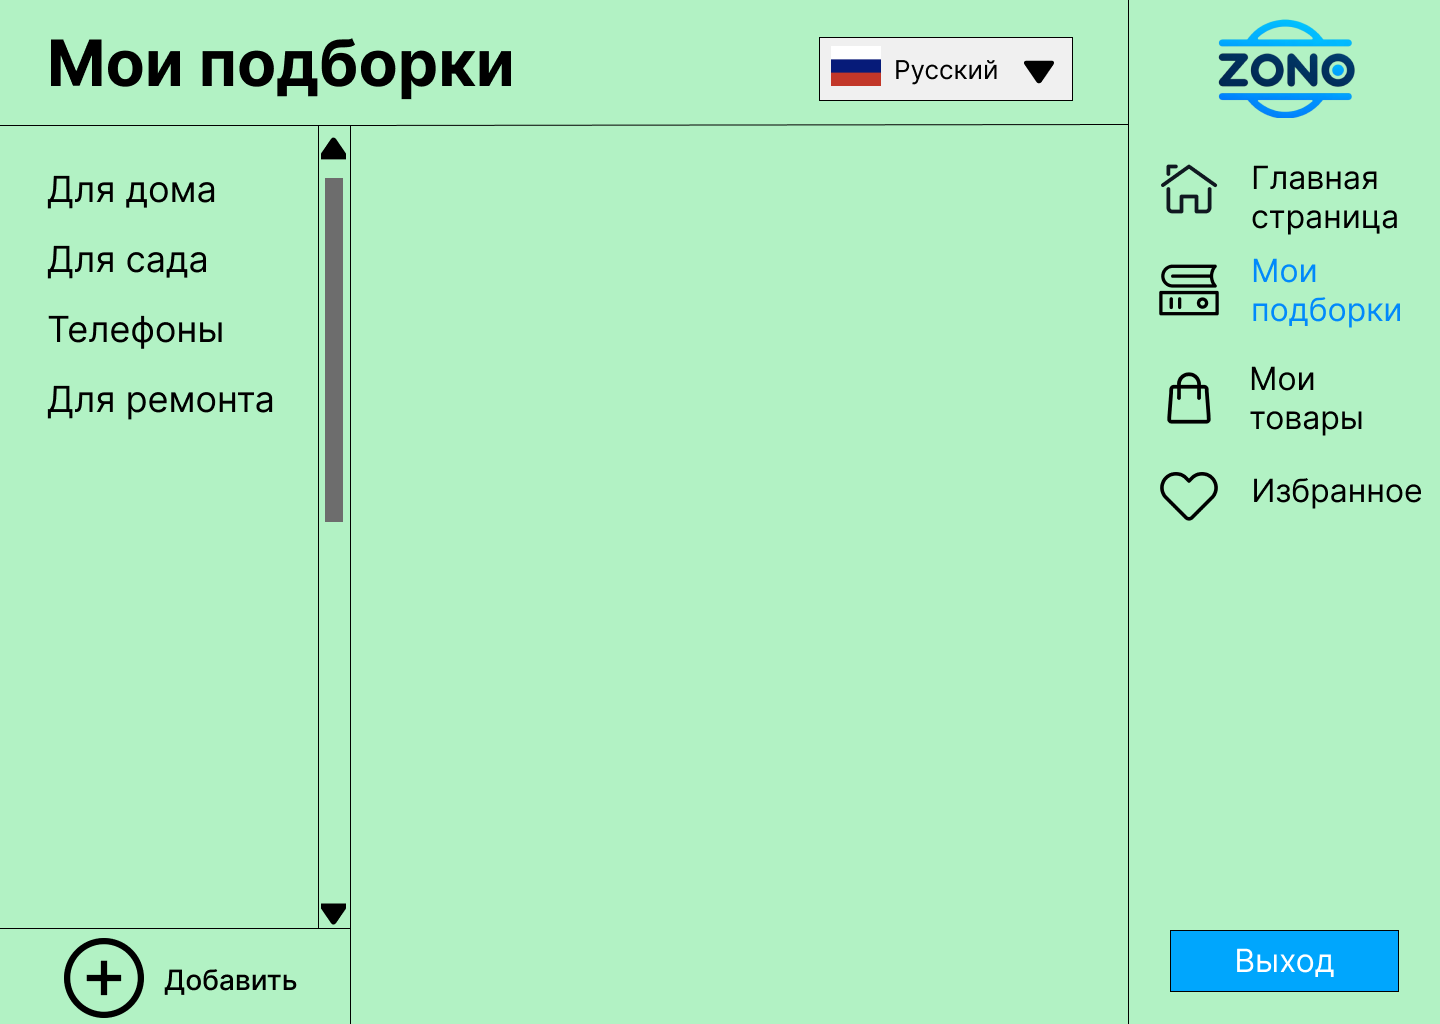 Мои подборки
Русский
ZONO
Для дома
Для сада
Телефоны
Для ремонта
Добавить
Главная
страница
Мои
подборки
Мои
товары
Избранное
Выход